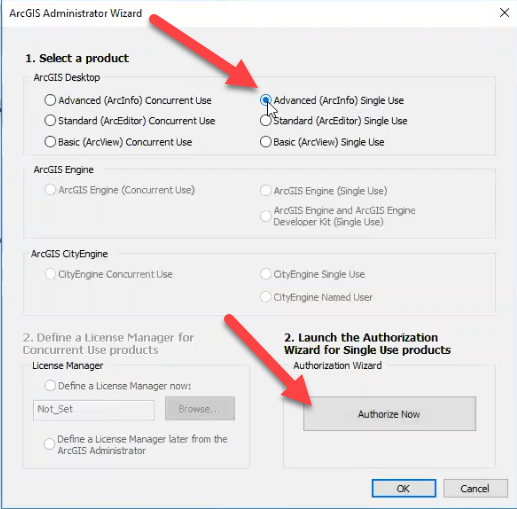 ArcGIS Administrator Wizard
1. Select a product
ArcGIS Desktop
Advanced (ArcInfo) Concurrent Use
Advanced (ArcInfo) Single Use
Standard (ArcEditor) Concurrent Use
Standard (ArcEditor) Single Use
Basic (ArcView) Concurrent Use
Basic (ArcView) Single Use
ArcGIS Engine
ArcGIS Engine (Concurrent Use)
ArcGIS Engine (Single Use)
ArcGIS Engine and ArcGIS Engine
Developer Kit (Single Use)
ArcGIS CityEngine
CityEngine Concurrent Use
CityEngine Single Use
CityEngine Named User
2. Define a License Manager for
Concurrent Use products
License Manager
Define a License Manager now:
Not_Set
Browse...
Define a License Manager later from the
ArcGIS Administrator
2. Launch the Authorization
Wizard for Single Use products
Authorization Wizard
Authorize Now
OK
Cancel